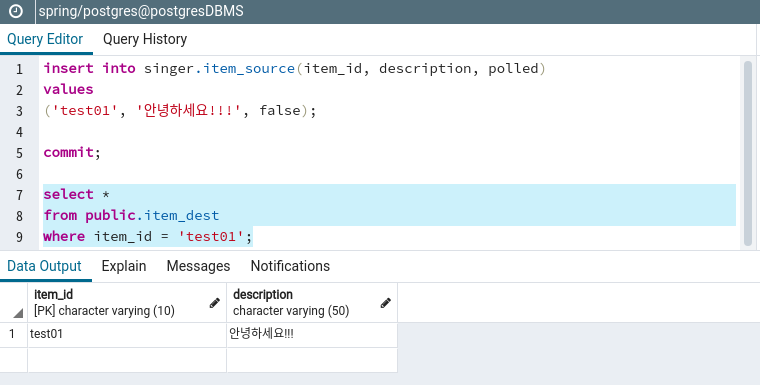 spring/postgres@postgresDBMS
Query Editor Query History
1 insert into singer.item_source(item_id, description, polled)
2 values
3 ('test01', '안녕하세요!!!', false);
4
5 commit;
6
7 select *
8 from public.item_dest
9 where item_id = 'test01';
Data Output Explain Messages Notifications
item_id description
[PK] character varying (10) character varying (50)
1 test01 안녕하세요!!!